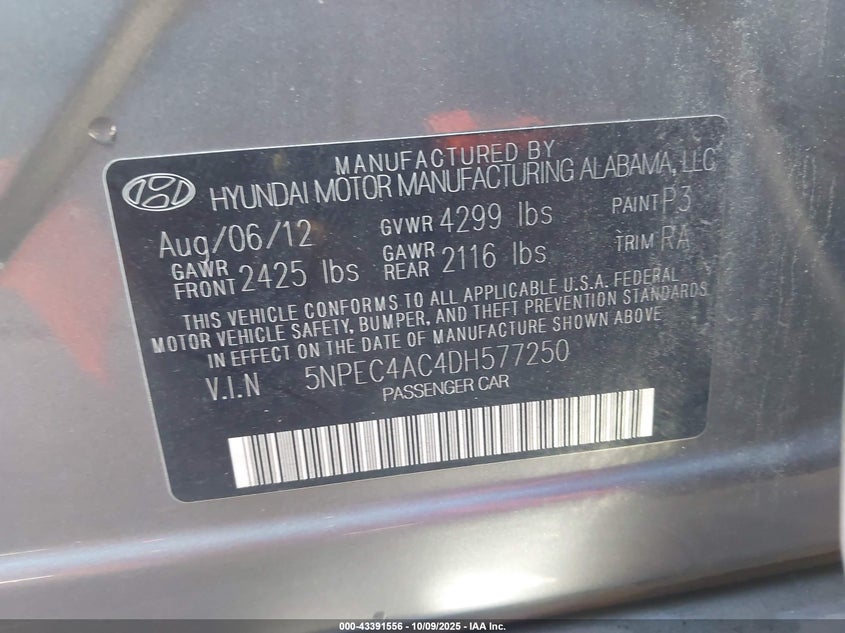 MANUFACTURED BY
HYUNDAI MOTOR MANUFACTURING ALABAMA, LLC
Aug/06/12 GVWR 4299 lbs PAINT P3
GAWR FRONT 2425 lbs GAWR REAR 2116 lbs TRIM RA
THIS VEHICLE CONFORMS TO ALL APPLICABLE U.S.A. FEDERAL
MOTOR VEHICLE SAFETY, BUMPER, AND THEFT PREVENTION STANDARDS
IN EFFECT ON THE DATE OF MANUFACTURE SHOWN ABOVE
V.I.N 5NPEC4AC4DH577250
PASSENGER CAR
000-43391556 - 10/09/2025 - IAA Inc.